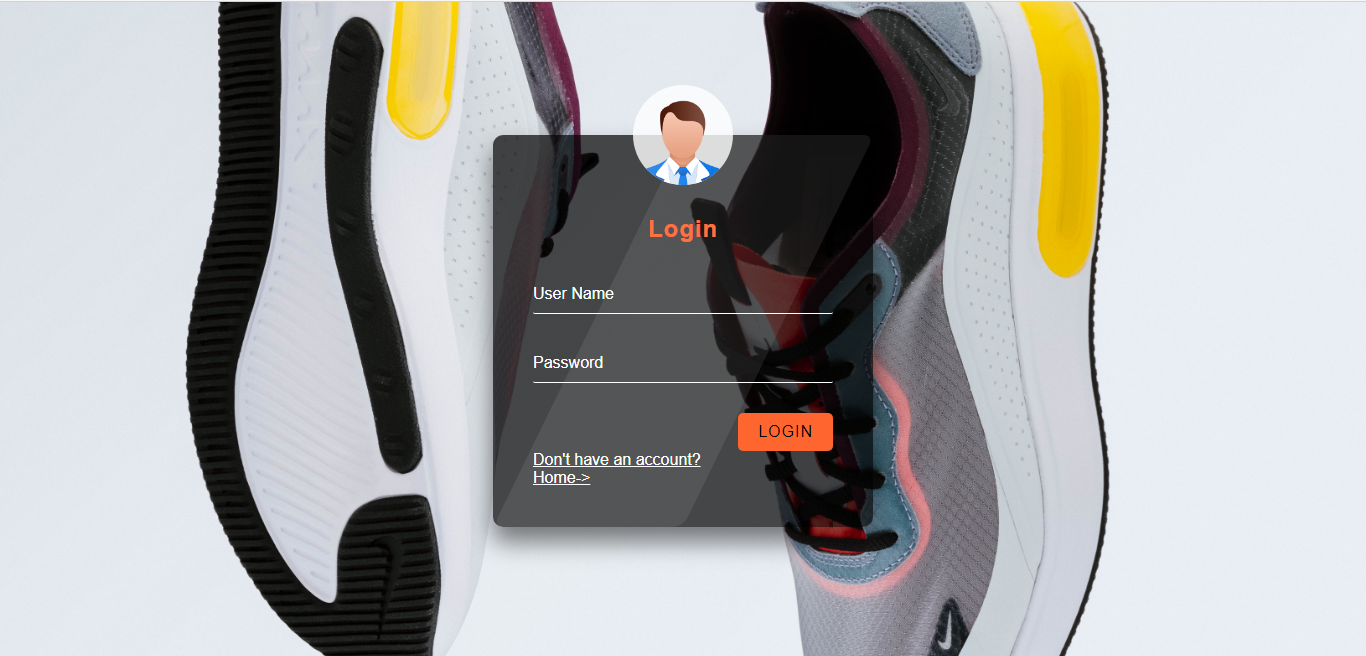 Login
User Name
Password
LOGIN
Don't have an account?
Home->